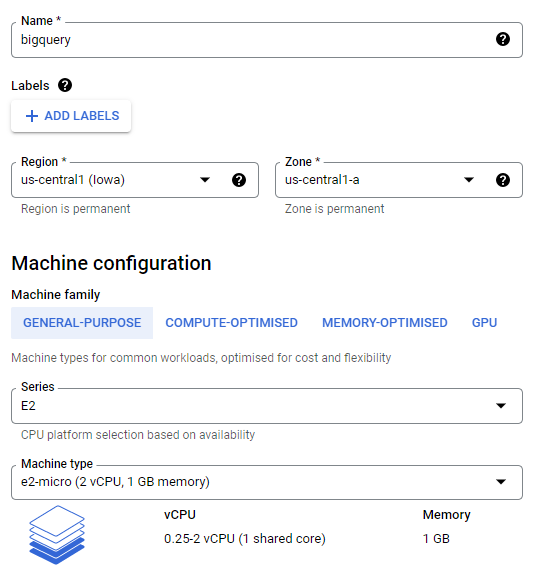 Name *
bigquery
Labels
ADD LABELS
Region *
us-central1 (Iowa)
Region is permanent
Zone *
us-central1-a
Zone is permanent
Machine configuration
Machine family
GENERAL-PURPOSE COMPUTE-OPTIMISED MEMORY-OPTIMISED GPU
Machine types for common workloads, optimised for cost and flexibility
Series
E2
CPU platform selection based on availability
Machine type
e2-micro (2 vCPU, 1 GB memory)
vCPU Memory
0.25-2 vCPU (1 shared core) 1 GB